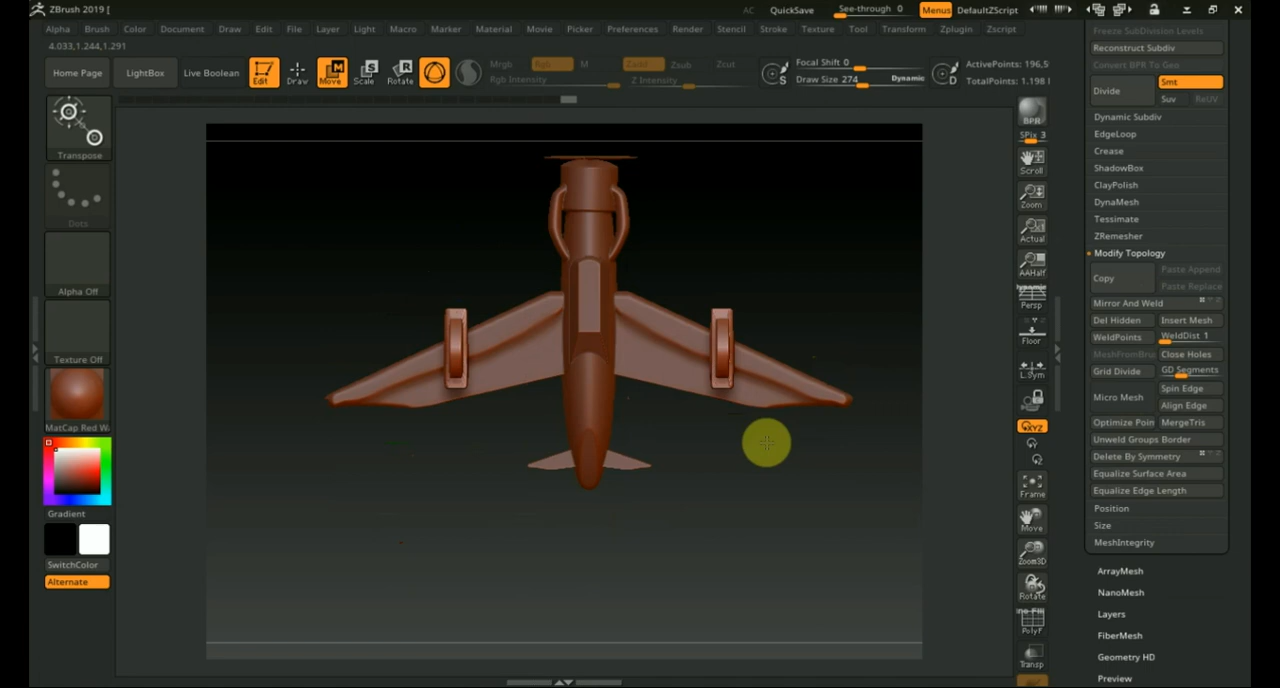 ZBrush 2019 [
AC QuickSave See-through 0 Menus DefaultZScript
Alpha Brush Color Document Draw Edit File Layer Light Macro Marker Material Movie Picker Preferences Render Stencil Stroke Texture Tool Transform Zplugin Zscript
4.033,1.244,1.291
Home Page LightBox Live Boolean Edit Draw Move Scale Rotate
Mrgb Rgb M Zadd Zsub Zcut
Rgb Intensity Z Intensity
S Focal Shift 0
Draw Size 274 Dynamic D
ActivePoints: 196,5
TotalPoints: 1.198
Transpose
Dots
Alpha Off
Texture Off
MatCap Red W
Gradient
SwitchColor
Alternate
BPR
SPix 3
Scroll
Zoom
Actual
AAHalf
Persp
Floor
L.Sym
XYZ
Frame
Move
Zoom3D
Rotate
PolyF
Transp
Freeze SubDivision Levels
Reconstruct Subdiv
Convert BPR To Geo
Divide Smt
Suv ReUV
Dynamic Subdiv
EdgeLoop
Crease
ShadowBox
ClayPolish
DynaMesh
Tessimate
ZRemesher
Modify Topology
Copy Paste Append
Paste Replace
Mirror And Weld
Del Hidden Insert Mesh
WeldPoints WeldDist 1
MeshFromBru Close Holes
Grid Divide GD Segments
Micro Mesh Spin Edge
Align Edge
Optimize Poin MergeTris
Unweld Groups Border
Delete By Symmetry
Equalize Surface Area
Equalize Edge Length
Position
Size
MeshIntegrity
ArrayMesh
NanoMesh
Layers
FiberMesh
Geometry HD
Preview